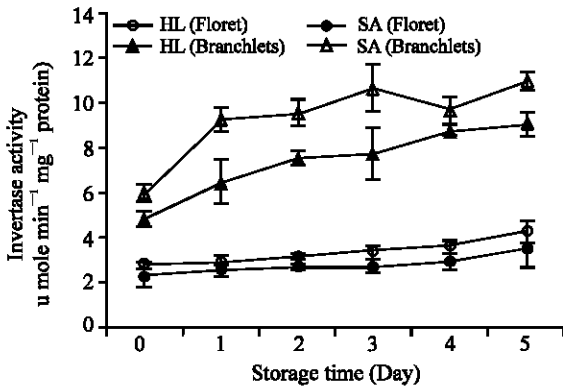 HL (Floret) SA (Floret)
HL (Branchlets) SA (Branchlets)
Invertase activity
u mole min⁻¹ mg⁻¹ protein)
14
12
10
8
6
4
2
0
0 1 2 3 4 5
Storage time (Day)